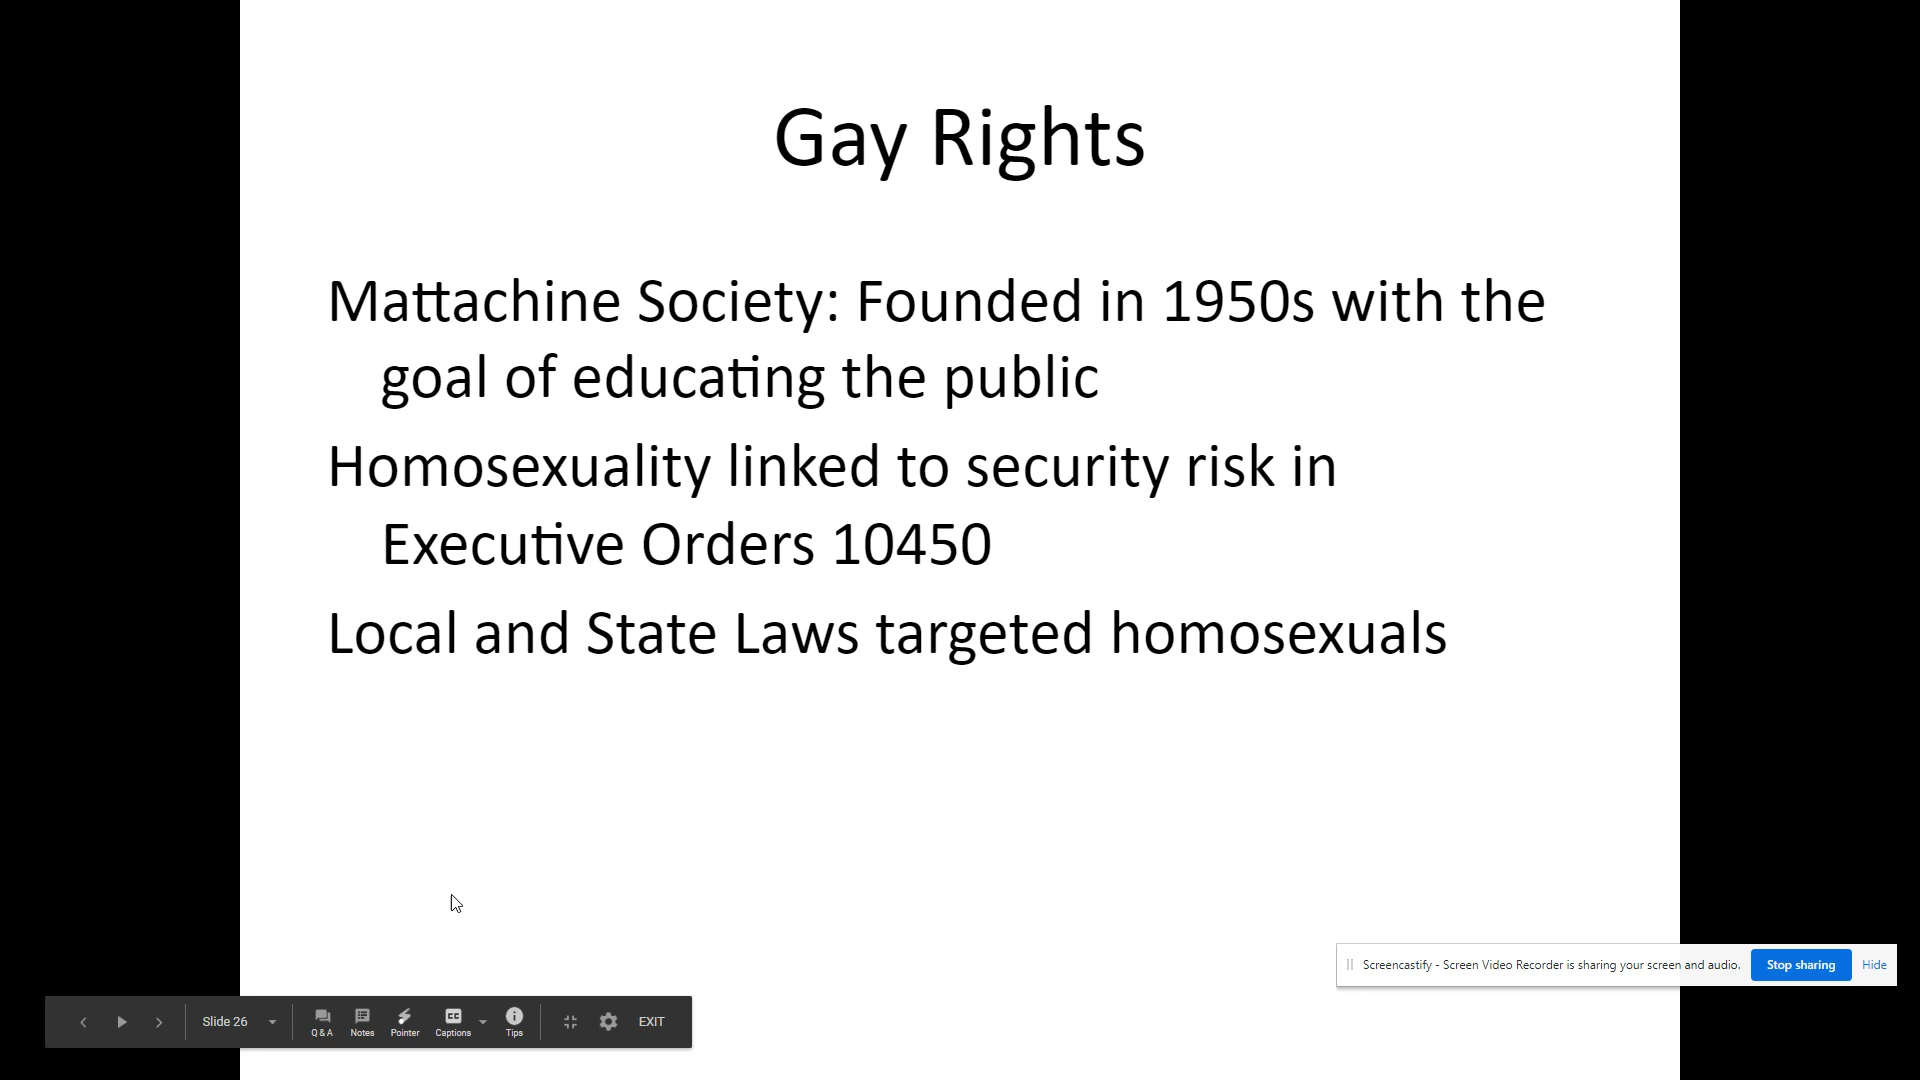 Gay Rights
Mattachine Society: Founded in 1950s with the
goal of educating the public
Homosexuality linked to security risk in
Executive Orders 10450
Local and State Laws targeted homosexuals
Screencastify - Screen Video Recorder is sharing your screen and audio. Stop sharing Hide
Slide 26 Q & A Notes Pointer CC Captions Tips EXIT